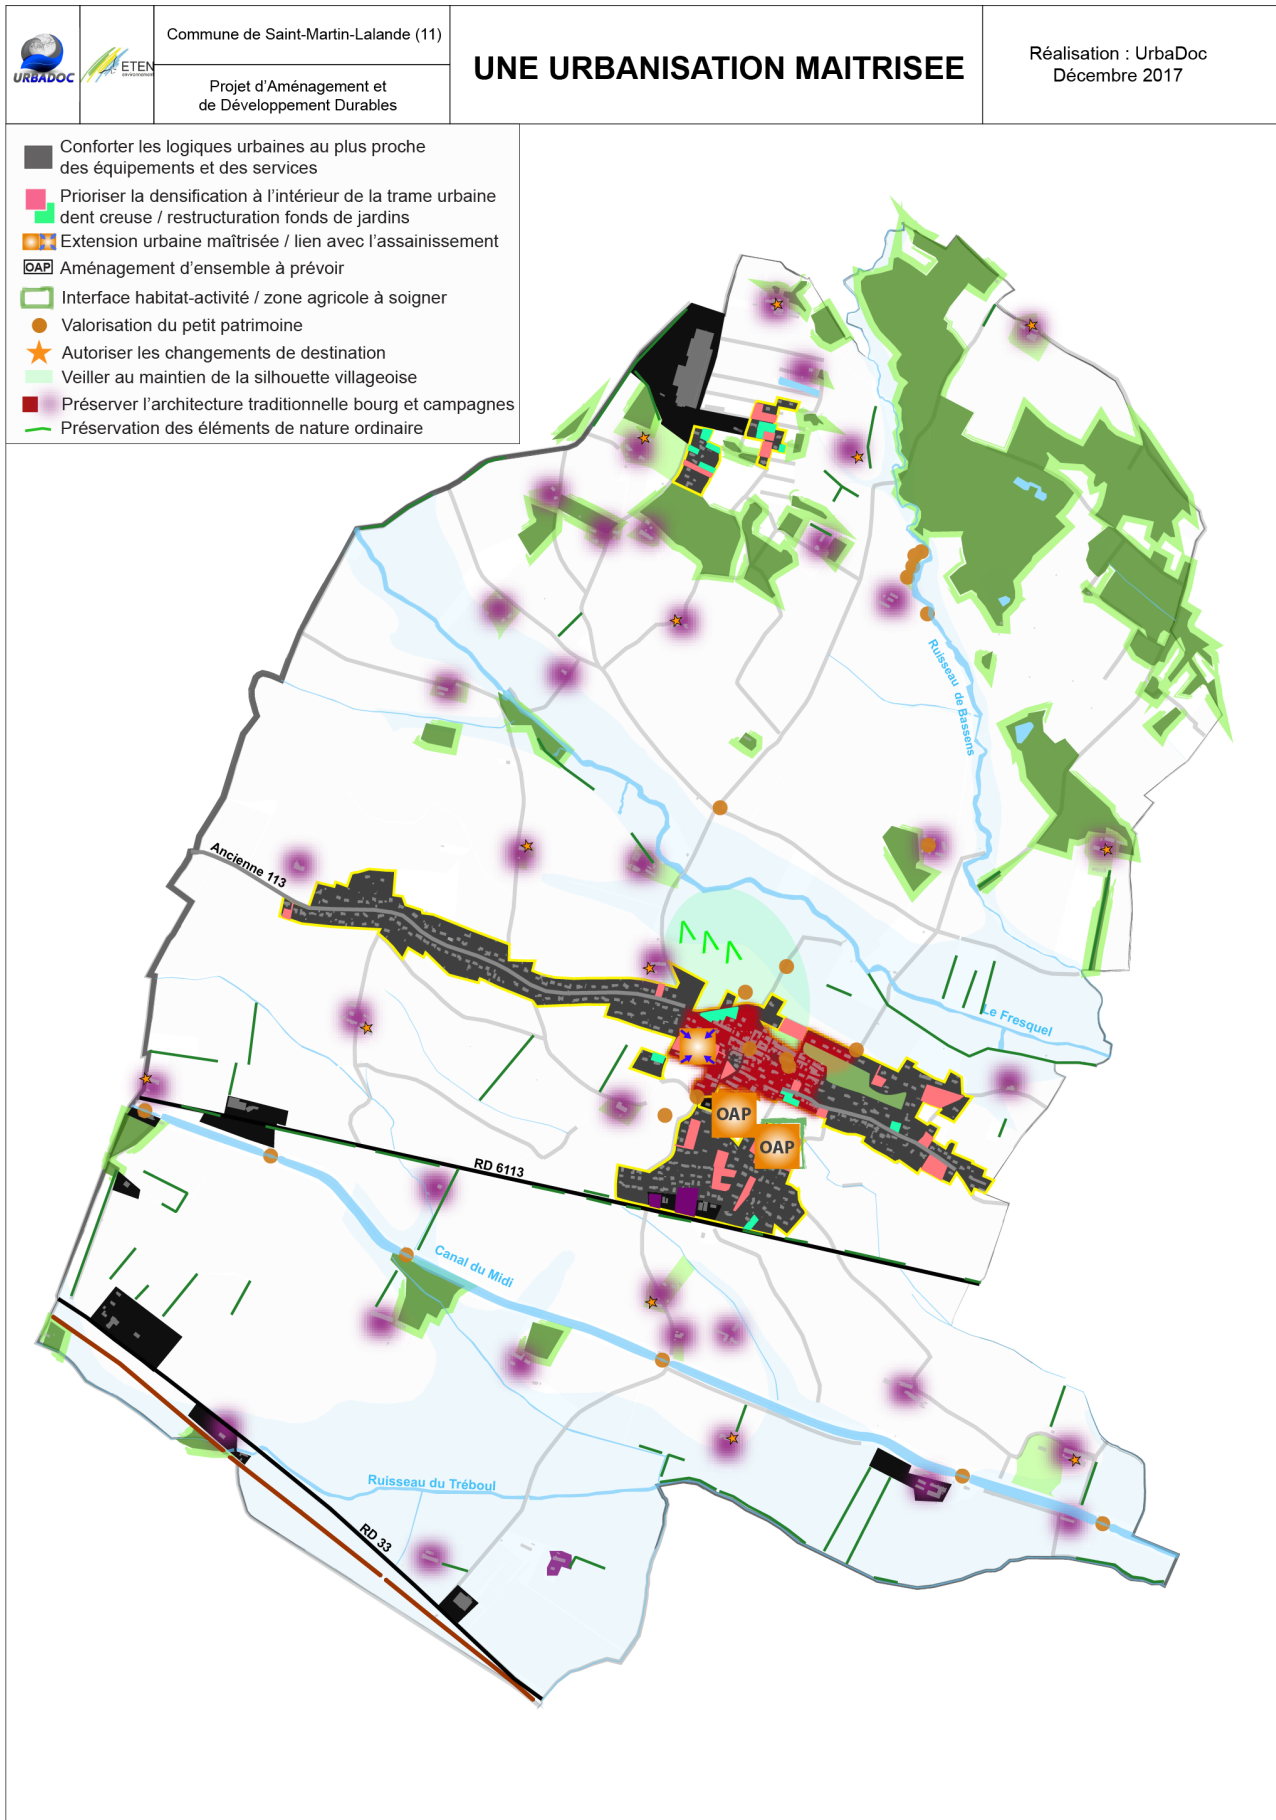 URBADOC
ETEN
environnement
Commune de Saint-Martin-Lalande (11)
Projet d'Aménagement et
de Développement Durables
UNE URBANISATION MAITRISEE
Réalisation : UrbaDoc
Décembre 2017
Conforter les logiques urbaines au plus proche
des équipements et des services
Prioriser la densification à l'intérieur de la trame urbaine
dent creuse / restructuration fonds de jardins
Extension urbaine maîtrisée / lien avec l'assainissement
OAP Aménagement d'ensemble à prévoir
Interface habitat-activité / zone agricole à soigner
Valorisation du petit patrimoine
Autoriser les changements de destination
Veiller au maintien de la silhouette villageoise
Préserver l'architecture traditionnelle bourg et campagnes
Préservation des éléments de nature ordinaire
Ruisseau de Bassens
Ancienne 113
Le Fresquel
OAP
OAP
RD 6113
Canal du Midi
Ruisseau du Tréboul
RD 33